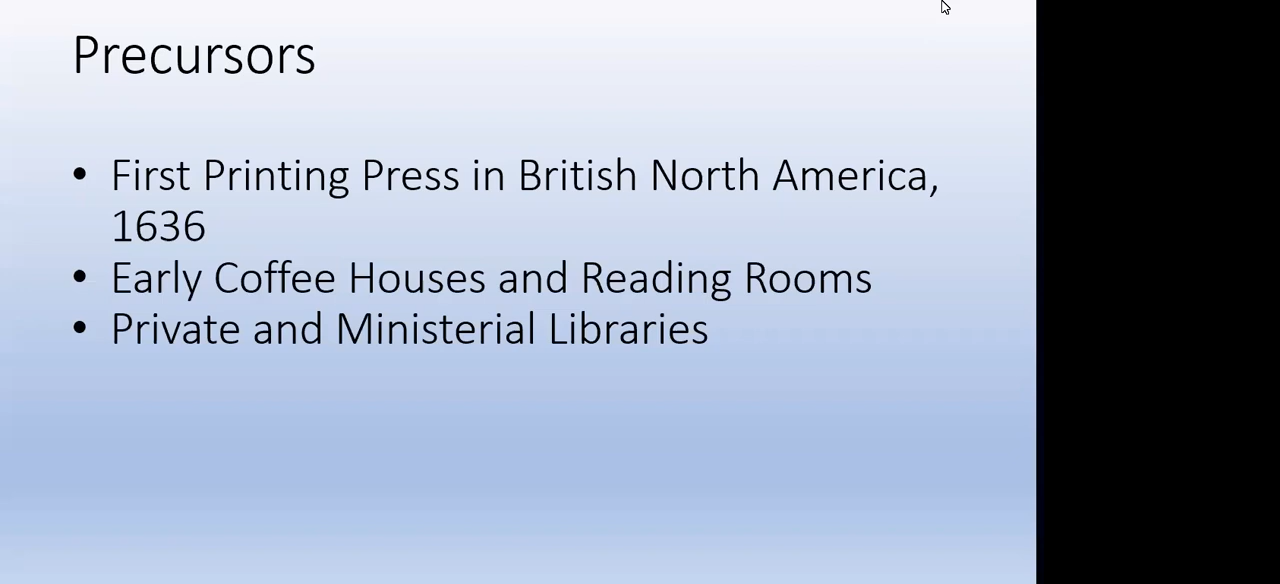 Precursors
• First Printing Press in British North America,
1636
• Early Coffee Houses and Reading Rooms
• Private and Ministerial Libraries